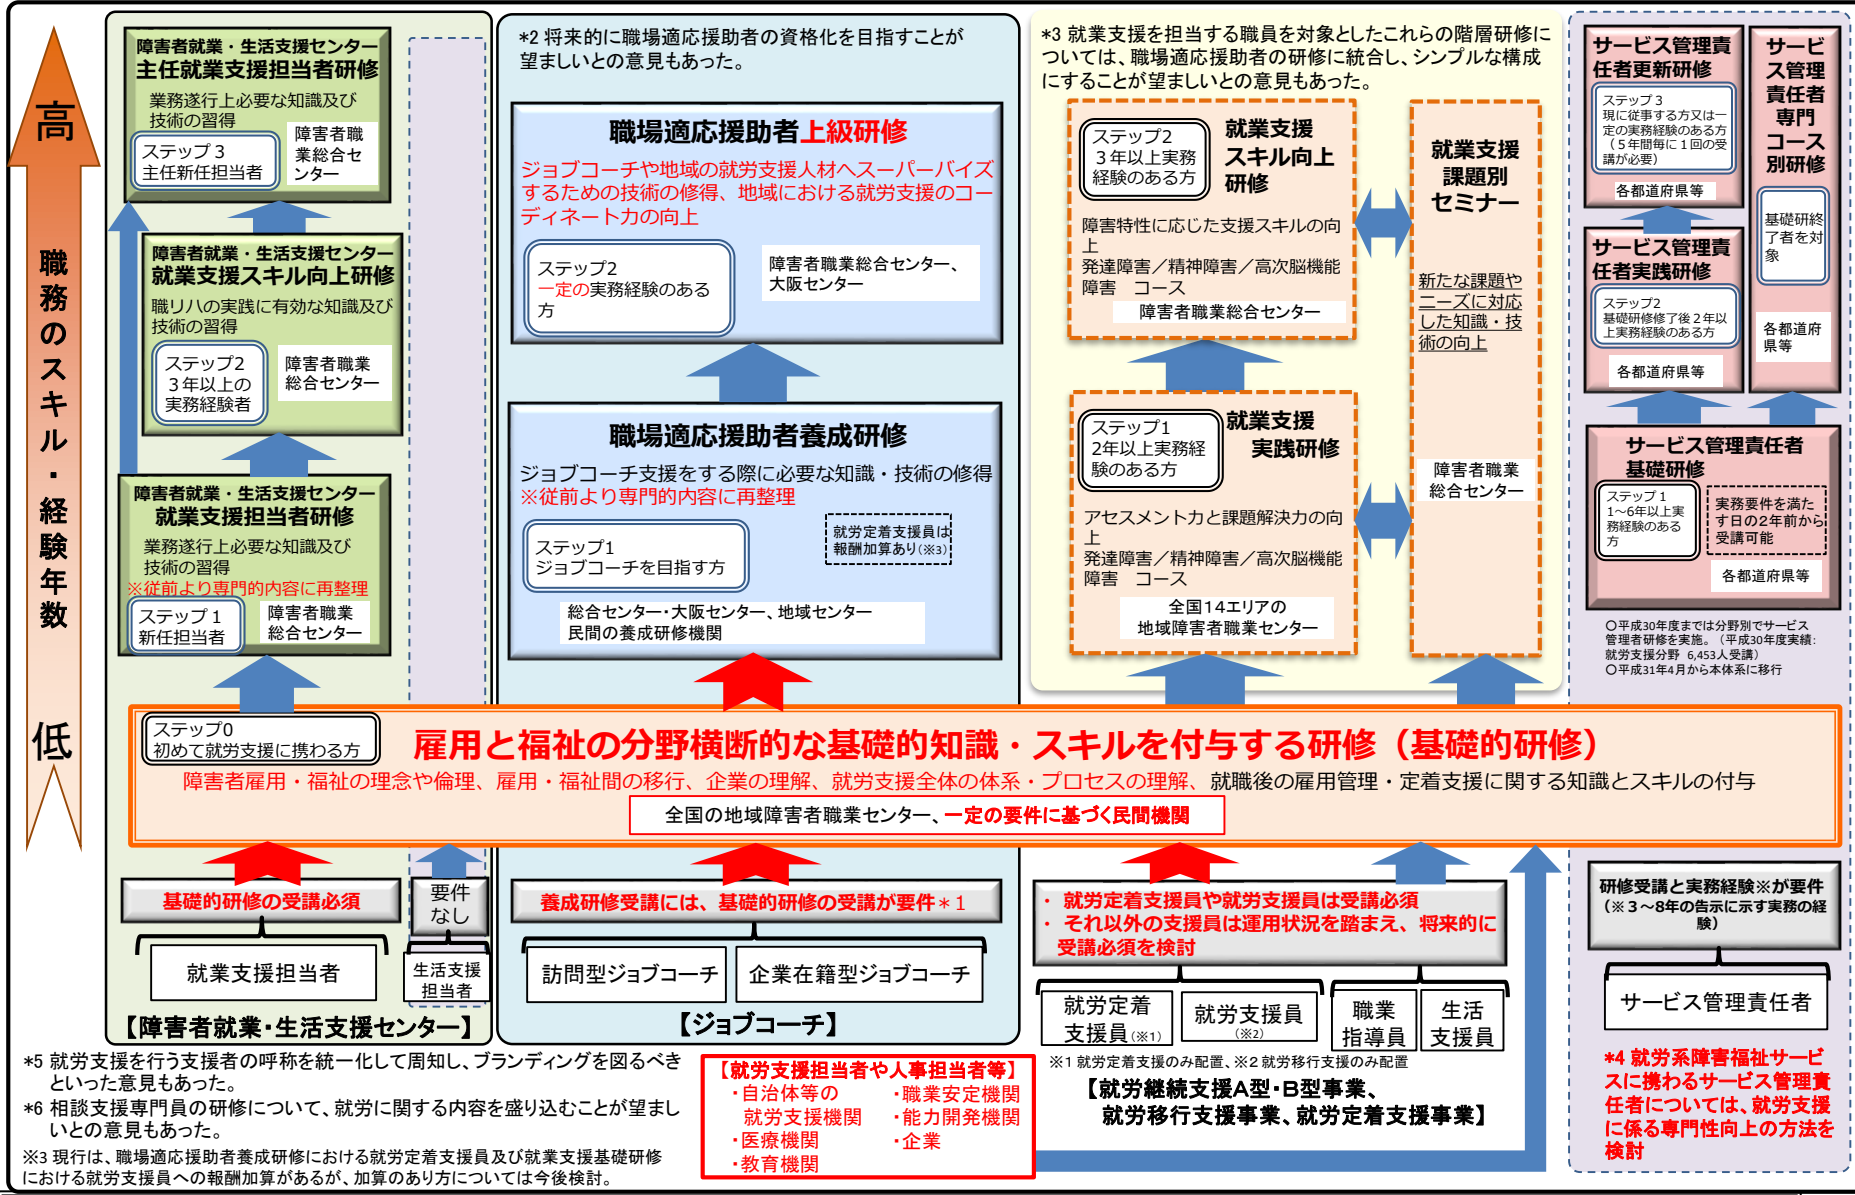 高
職務のスキル・経験年数
低
障害者就業・生活支援センター
主任就業支援担当者研修
業務遂行上必要な知識及び
技術の習得
ステップ3
主任新任担当者
障害者職
業総合セ
ンター
障害者就業・生活支援センター
就業支援スキル向上研修
職リハの実践に有効な知識及び
技術の習得
ステップ2
3年以上の
実務経験者
障害者職業
総合センター
障害者就業・生活支援センター
就業支援担当者研修
業務遂行上必要な知識及び
技術の習得
※従前より専門的内容に再整理
ステップ1
新任担当者
障害者職業
総合センター
*2 将来的に職場適応援助者の資格化を目指すことが
望ましいとの意見もあった。
職場適応援助者上級研修
ジョブコーチや地域の就労支援人材へスーパーバイズ
するための技術の修得、地域における就労支援のコー
ディネート力の向上
ステップ2
一定の実務経験のある
方
障害者職業総合センター、
大阪センター
職場適応援助者養成研修
ジョブコーチ支援をする際に必要な知識・技術の修得
※従前より専門的内容に再整理
ステップ1
ジョブコーチを目指す方
就労定着支援員は
報酬加算あり(※3)
総合センター・大阪センター、地域センター
民間の養成研修機関
*3 就業支援を担当する職員を対象としたこれらの階層研修に
ついては、職場適応援助者の研修に統合し、シンプルな構成
にすることが望ましいとの意見もあった。
ステップ2
3年以上実務
経験のある方
就業支援
スキル向上
研修
障害特性に応じた支援スキルの向
上
発達障害／精神障害／高次脳機能
障害 コース
障害者職業総合センター
ステップ1
2年以上実務経
験のある方
就業支援
実践研修
アセスメント力と課題解決力の向
上
発達障害／精神障害／高次脳機能
障害 コース
全国14エリアの
地域障害者職業センター
就業支援
課題別
セミナー
新たな課題や
ニーズに対応
した知識・技
術の向上
障害者職業
総合センター
サービス管理責
任者更新研修
ステップ3
現に従事する方又は一
定の実務経験のある方
（5年間毎に1回の受
講が必要）
各都道府県等
サービス管理責
任者実践研修
ステップ2
基礎研修修了後2年以
上実務経験のある方
各都道府県等
サービ
ス管理
責任者
専門
コース
別研修
基礎研修終
了者を対
象
各都道府
県等
サービス管理責任者
基礎研修
ステップ1
1～6年以上実
務経験のある
方
実務要件を満た
す日の2年前から
受講可能
各都道府県等
○平成30年度までは分野別でサービス
管理者研修を実施。（平成30年度実績：
就労支援分野 6,453人受講）
○平成31年4月から本体系に移行
ステップ0
初めて就労支援に携わる方
雇用と福祉の分野横断的な基礎的知識・スキルを付与する研修（基礎的研修）
障害者雇用・福祉の理念や倫理、雇用・福祉間の移行、企業の理解、就労支援全体の体系・プロセスの理解、就職後の雇用管理・定着支援に関する知識とスキルの付与
全国の地域障害者職業センター、一定の要件に基づく民間機関
基礎的研修の受講必須
要件
なし
就業支援担当者
生活支援
担当者
【障害者就業・生活支援センター】
養成研修受講には、基礎的研修の受講が要件＊1
訪問型ジョブコーチ
企業在籍型ジョブコーチ
【ジョブコーチ】
・ 就労定着支援員や就労支援員は受講必須
・ それ以外の支援員は運用状況を踏まえ、将来的に
受講必須を検討
就労定着
支援員(※1)
就労支援員
(※2)
職業
指導員
生活
支援員
※1 就労定着支援のみ配置、※2 就労移行支援のみ配置
【就労継続支援A型・B型事業、
就労移行支援事業、就労定着支援事業】
研修受講と実務経験※が要件
（※3～8年の告示に示す実務の経
験）
サービス管理責任者
*4 就労系障害福祉サービ
スに携わるサービス管理責
任者については、就労支援
に係る専門性向上の方法を
検討
*5 就労支援を行う支援者の呼称を統一化して周知し、ブランディングを図るべき
といった意見もあった。
*6 相談支援専門員の研修について、就労に関する内容を盛り込むことが望まし
いとの意見もあった。
※3 現行は、職場適応援助者養成研修における就労定着支援員及び就業支援基礎研修
における就労支援員への報酬加算があるが、加算のあり方については今後検討。
【就労支援担当者や人事担当者等】
・自治体等の
就労支援機関
・医療機関
・教育機関
・職業安定機関
・能力開発機関
・企業